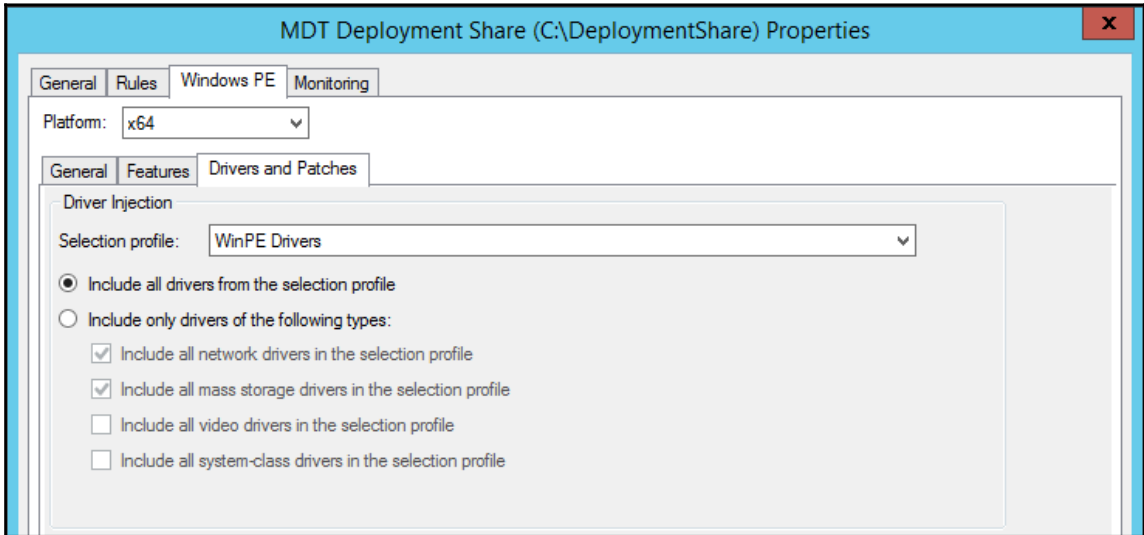 MDT Deployment Share (C:\DeploymentShare) Properties
x
General Rules Windows PE Monitoring
Platform: x64
General Features Drivers and Patches
Driver Injection
Selection profile: WinPE Drivers
Include all drivers from the selection profile
Include only drivers of the following types:
Include all network drivers in the selection profile
Include all mass storage drivers in the selection profile
Include all video drivers in the selection profile
Include all system-class drivers in the selection profile